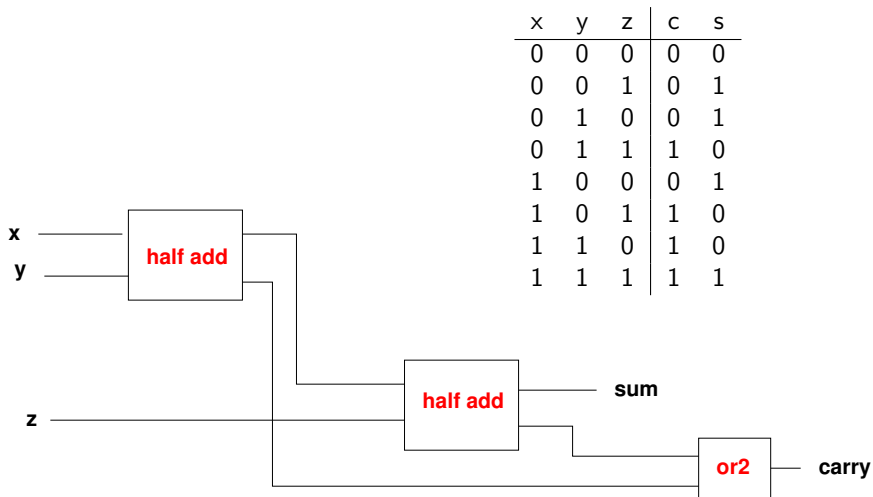 x y z c s
0 0 0 0 0
0 0 1 0 1
0 1 0 0 1
0 1 1 1 0
1 0 0 0 1
1 0 1 1 0
1 1 0 1 0
1 1 1 1 1
x
half add
y
sum
half add
z
or2
carry